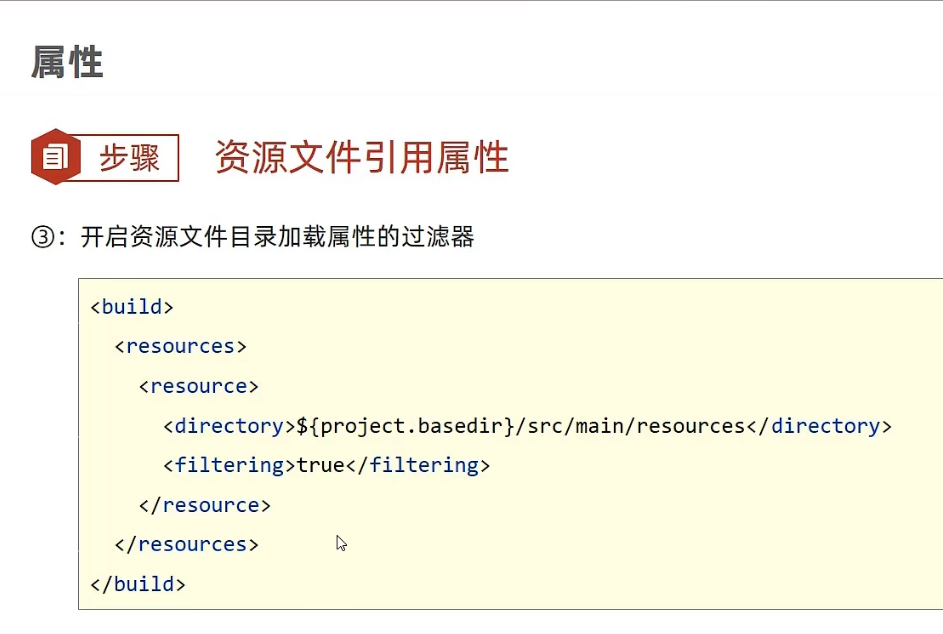 属性
步骤 资源文件引用属性
③：开启资源文件目录加载属性的过滤器
<build>
<resources>
<resource>
<directory>${project.basedir}/src/main/resources</directory>
<filtering>true</filtering>
</resource>
</resources>
</build>